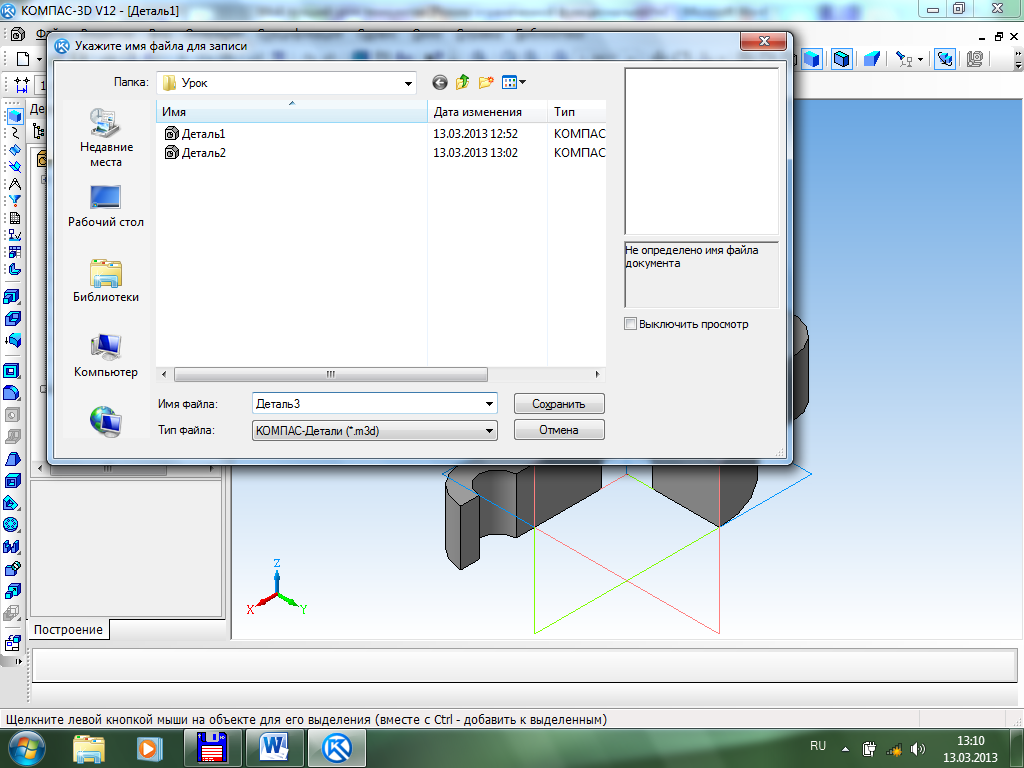 КОМПАС-3D V12 - [Деталь1]
Укажите имя файла для записи
Папка:
Урок
Имя
Дата изменения
Тип
Деталь1
13.03.2013 12:52
КОМПАС
Деталь2
13.03.2013 13:02
КОМПАС
Недавние
места
Рабочий стол
Библиотеки
Компьютер
Не определено имя файла
документа
Выключить просмотр
Имя файла:
Деталь3
Сохранить
Тип файла:
КОМПАС-Детали (*.m3d)
Отмена
Z
X
Y
Построение
Щелкните левой кнопкой мыши на объекте для его выделения (вместе с Ctrl - добавить к выделенным)
RU
13:10
13.03.2013